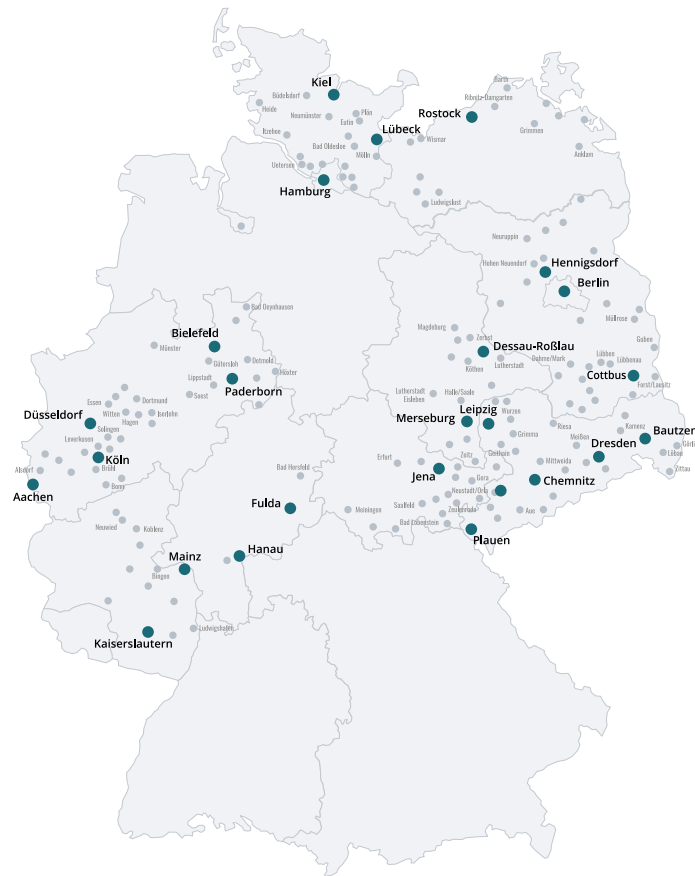 Kiel
Barth
Ribnitz-Damgarten
Büdelsdorf
Heide
Plön
Neumünster
Eutin
Rostock
Lübeck
Grimmen
Itzehoe
Bad Oldesloe
Wismar
Anklam
Mölln
Uetersen
Hamburg
Ludwigslust
Neuruppin
Hohen Neuendorf
Hennigsdorf
Berlin
Bad Oeynhausen
Müllrose
Magdeburg
Bielefeld
Zerbst
Dessau-Roßlau
Guben
Münster
Gütersloh
Detmold
Lutherstadt
Dahme/Mark
Lübben
Lübbenau
Köthen
Höxter
Lippstadt
Cottbus
Paderborn
Soest
Forst/Lausitz
Lutherstadt
Eisleben
Halle/Saale
Essen
Dortmund
Witten
Iserlohn
Hagen
Düsseldorf
Leipzig
Merseburg
Wurzen
Riesa
Kamenz
Bautzen
Solingen
Leverkusen
Grimma
Meißen
Görlitz
Löbau
Dresden
Geithain
Köln
Brühl
Alsdorf
Erfurt
Zeitz
Mittweida
Zittau
Bad Hersfeld
Jena
Gera
Chemnitz
Aachen
Bonn
Neustadt/Orla
Fulda
Saalfeld
Meiningen
Zeulenroda
Aue
Bad Lobenstein
Neuwied
Koblenz
Plauen
Hanau
Mainz
Bingen
Ludwigshafen
Kaiserslautern